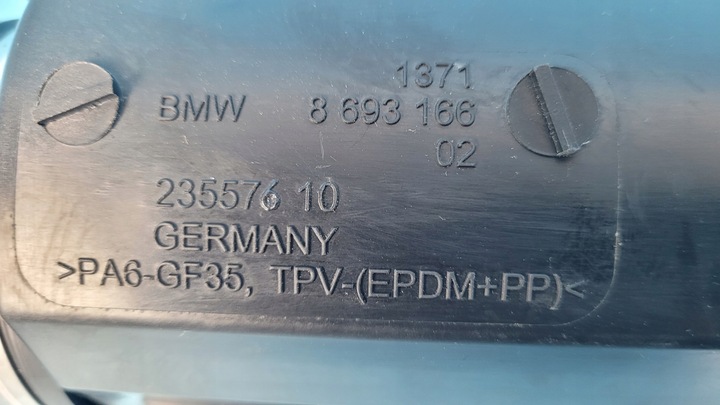 1371
BMW 8 693 166
02
235576 10
GERMANY
>PA6-GF35, TPV-(EPDM+PP)<